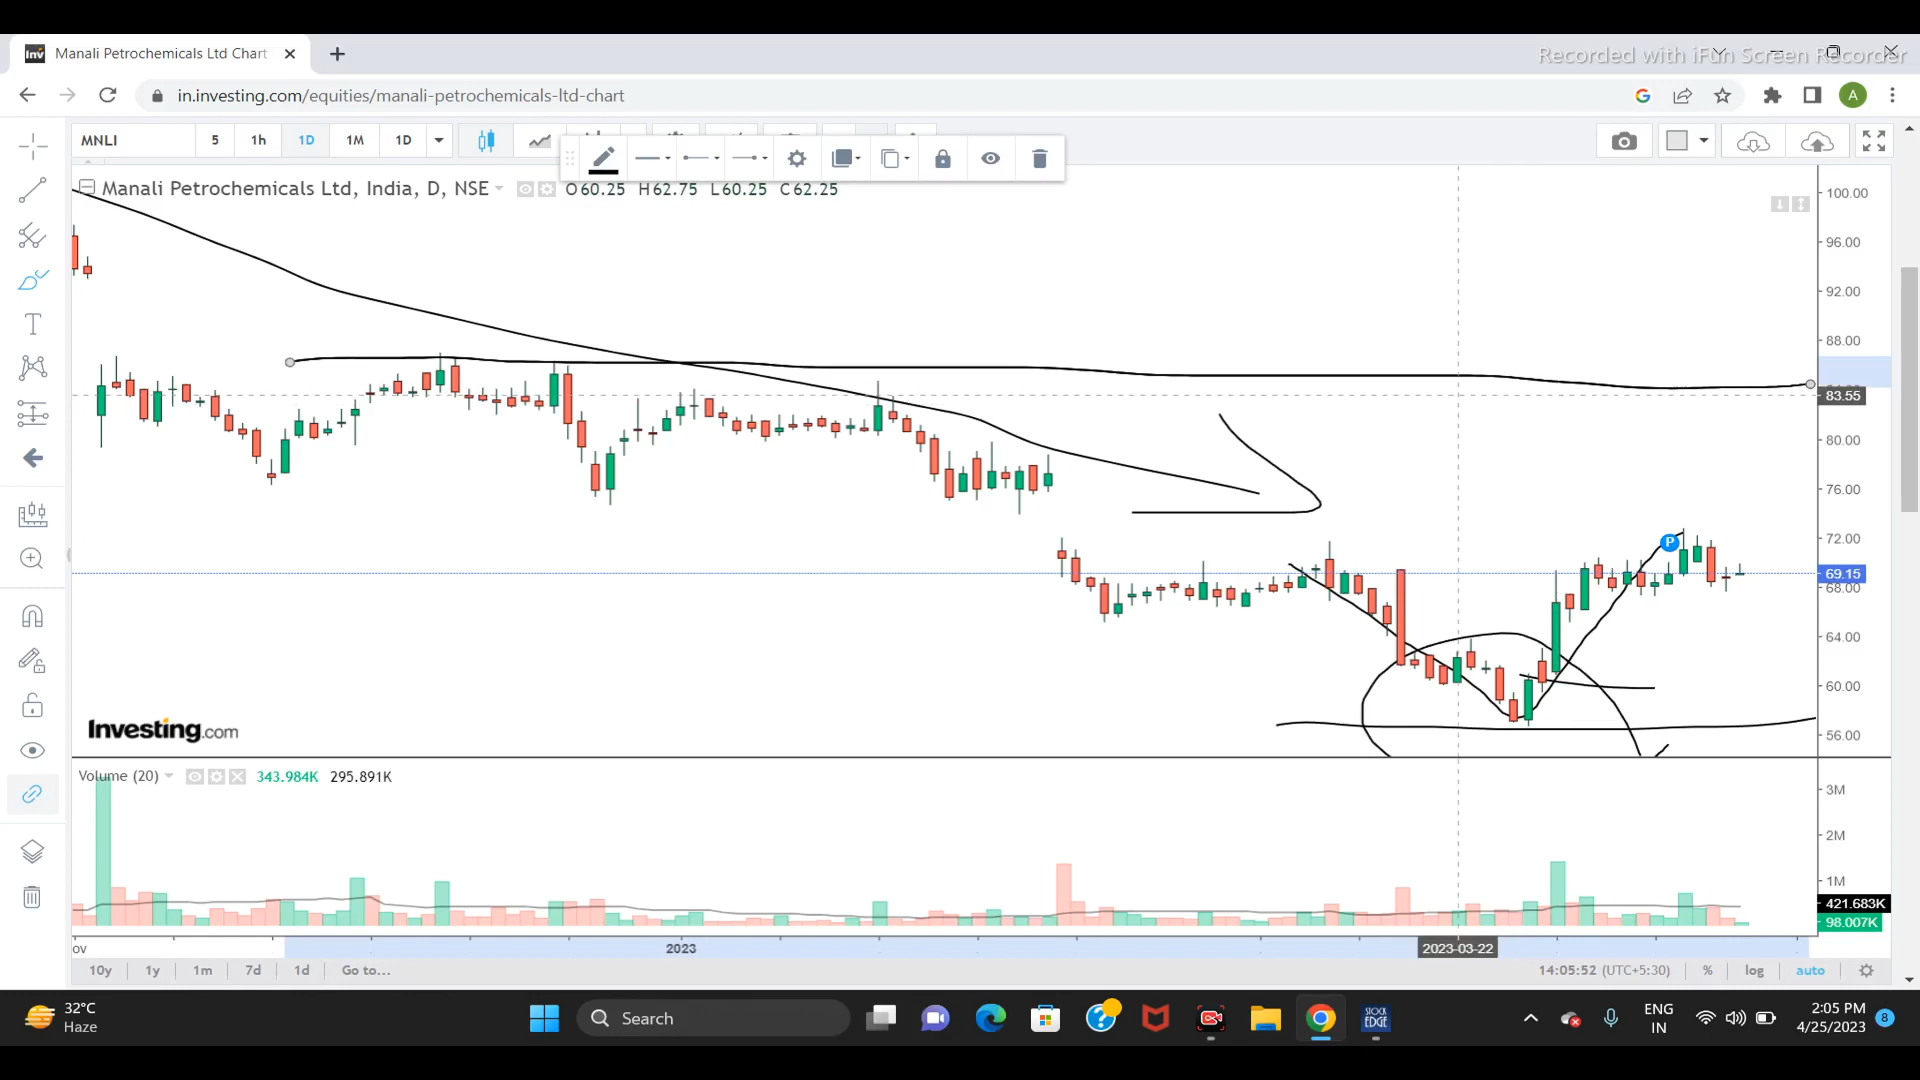 Manali Petrochemicals Ltd Chart
Recorded with iFun Screen Recorder
in.investing.com/equities/manali-petrochemicals-ltd-chart
A
MNLI 5 1h 1D 1M 1D
Manali Petrochemicals Ltd, India, D, NSE O60.25 H62.75 L60.25 C62.25
100.00
96.00
92.00
88.00
83.55
80.00
76.00
72.00
P
69.15
68.00
64.00
60.00
56.00
Investing.com
Volume (20) 343.984K 295.891K
3M
2M
1M
421.683K
98.007K
ov 2023 2023-03-22
10y 1y 1m 7d 1d Go to... 14:05:52 (UTC+5:30) % log auto
32°C
Haze
Search
STOCK
EDGE
ENG
IN
2:05 PM
4/25/2023
8